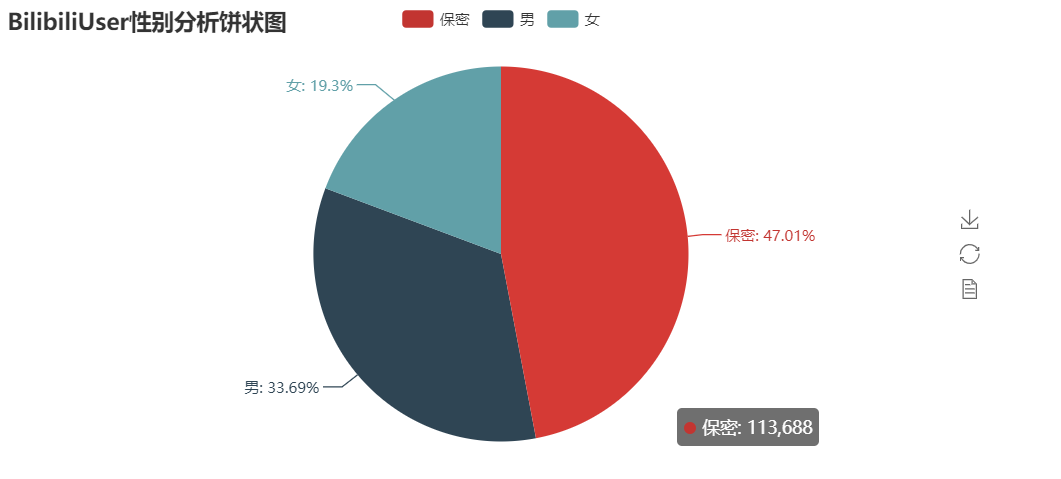 BilibiliUser性别分析饼状图
保密 男 女
女: 19.3%
保密: 47.01%
男: 33.69%
保密: 113,688